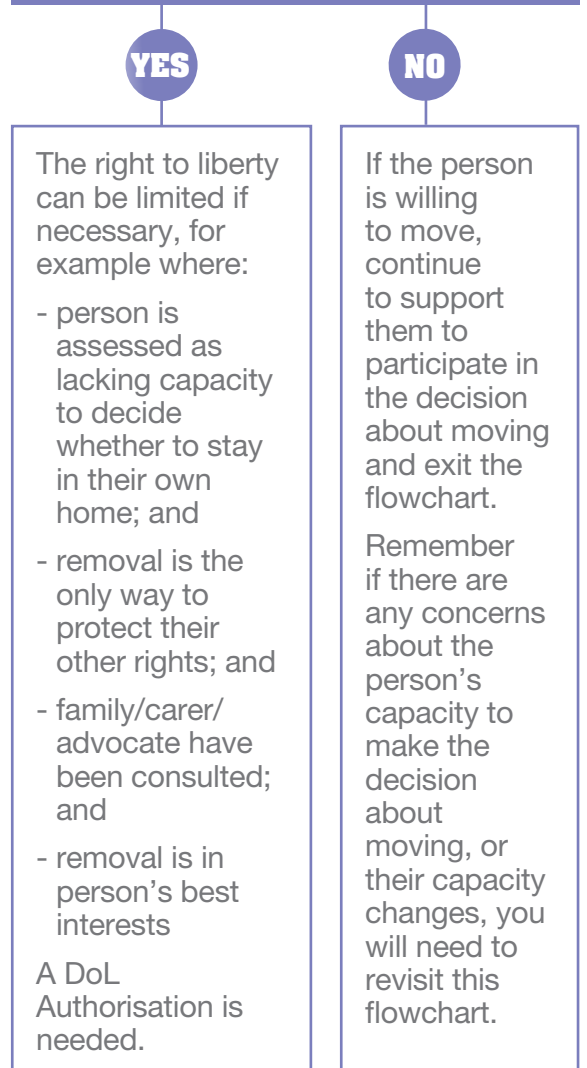 YES
The right to liberty
can be limited if
necessary, for
example where:
- person is
assessed as
lacking capacity
to decide
whether to stay
in their own
home; and
- removal is the
only way to
protect their
other rights; and
- family/carer/
advocate have
been consulted;
and
- removal is in
person’s best
interests
A DoL
Authorisation is
needed.
NO
If the person
is willing
to move,
continue
to support
them to
participate in
the decision
about moving
and exit the
flowchart.
Remember
if there are
any concerns
about the
person’s
capacity to
make the
decision
about
moving, or
their capacity
changes, you
will need to
revisit this
flowchart.